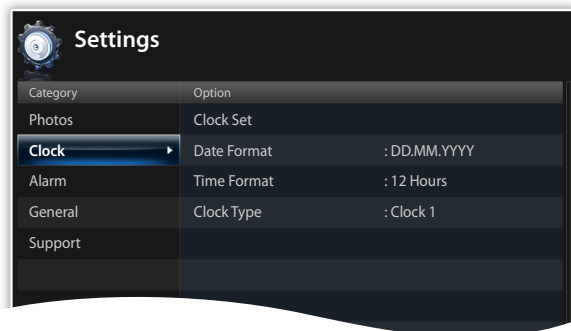 Settings
Category Option
Photos Clock Set
Clock Date Format : DD.MM.YYYY
Alarm Time Format : 12 Hours
General Clock Type : Clock 1
Support